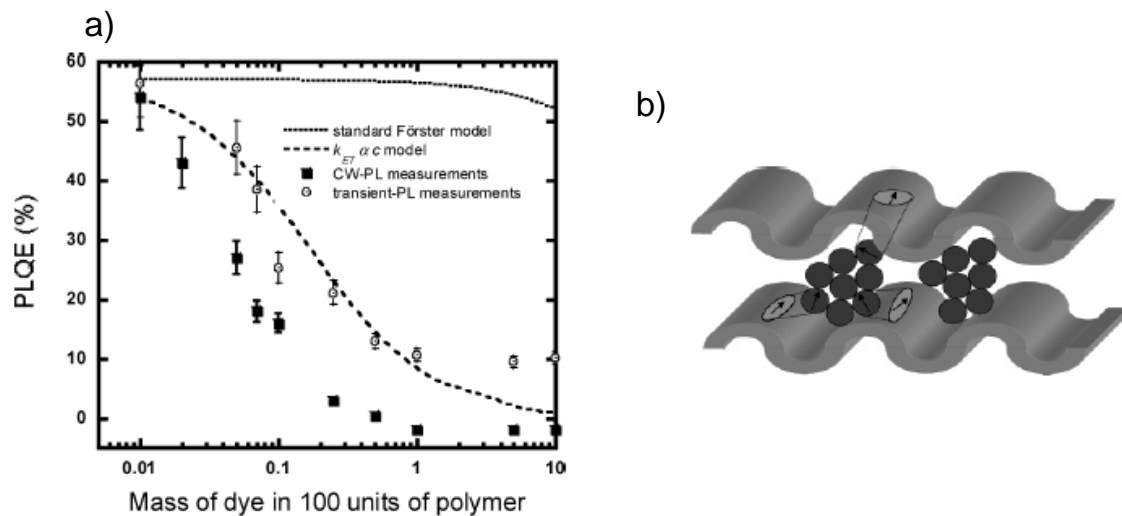 a)
60
50
40
30
20
10
0
PLQE (%)
standard Förster model
k_ET α c model
CW-PL measurements
transient-PL measurements
0.01
0.1
1
10
Mass of dye in 100 units of polymer
b)